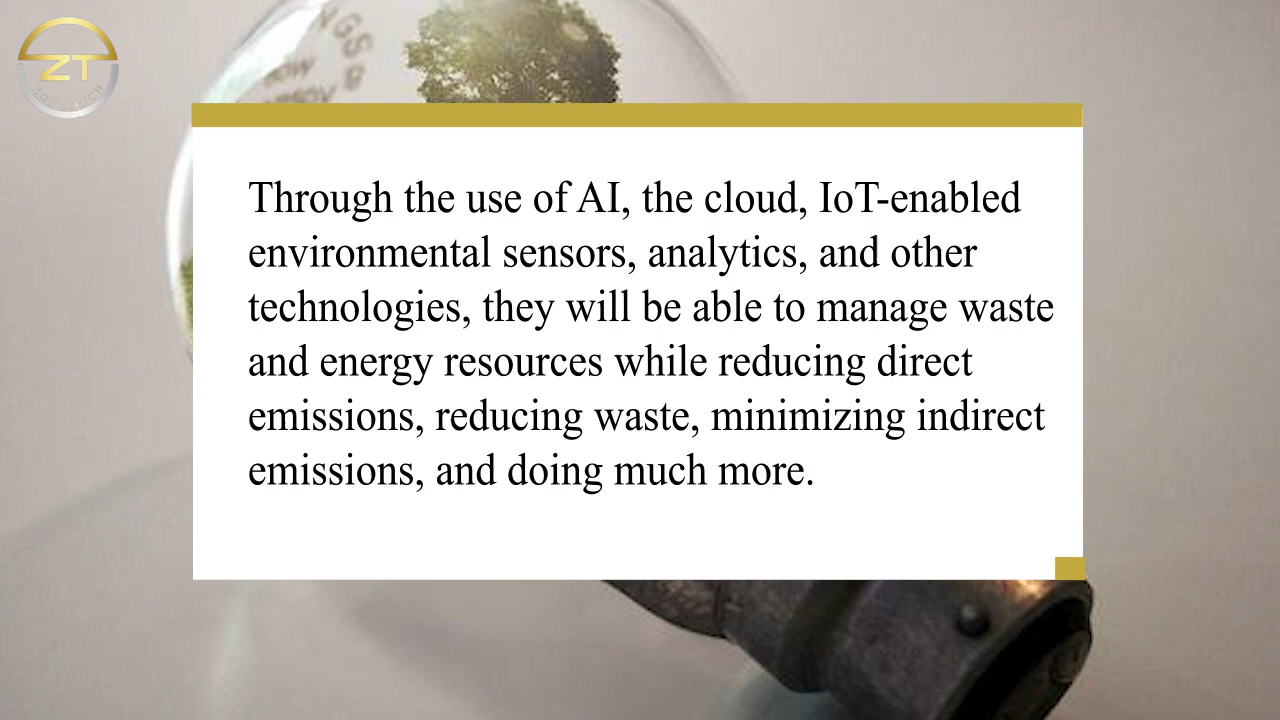 ZT
Through the use of AI, the cloud, IoT-enabled
environmental sensors, analytics, and other
technologies, they will be able to manage waste
and energy resources while reducing direct
emissions, reducing waste, minimizing indirect
emissions, and doing much more.